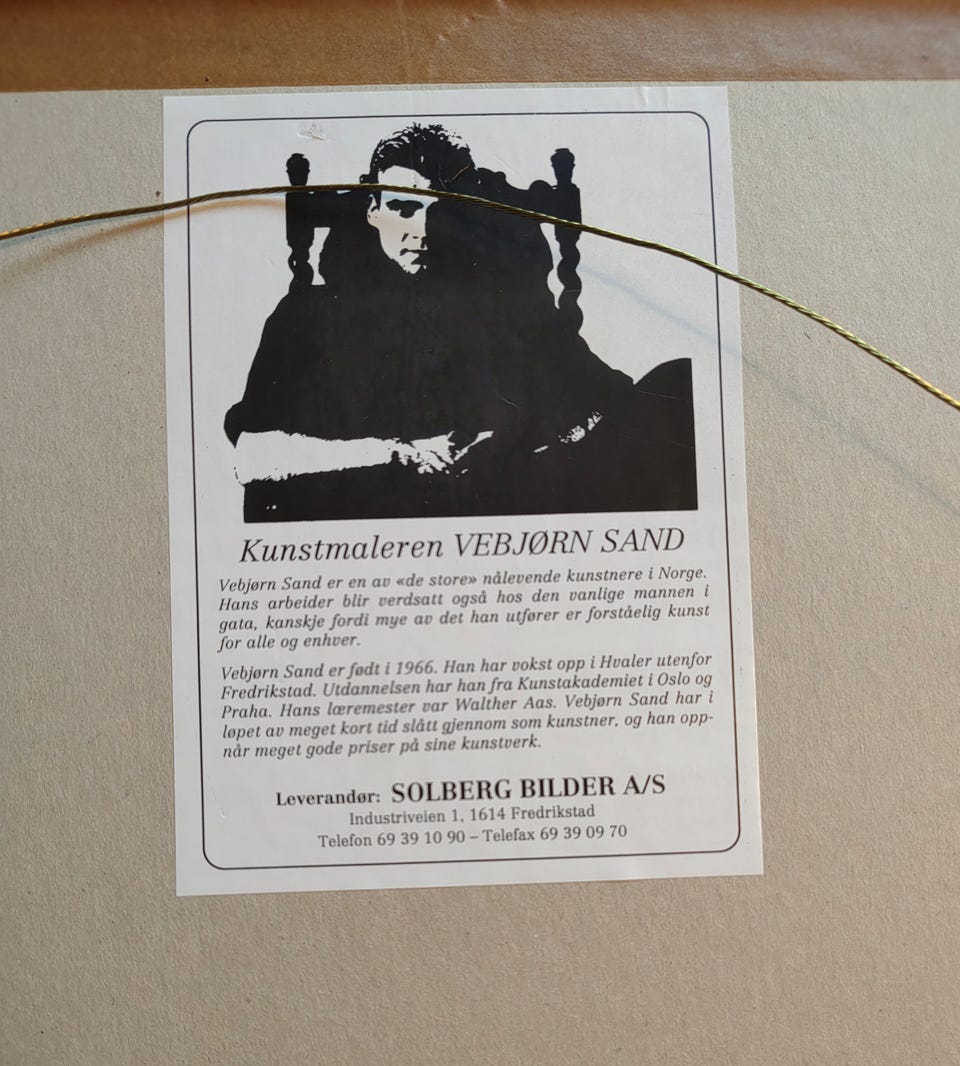 Kunstmaleren VEBJØRN SAND
Vebjørn Sand er en av «de store» nålevende kunstnere i Norge.
Hans arbeider blir verdsatt også hos den vanlige mannen i
gata, kanskje fordi mye av det han utfører er forståelig kunst
for alle og enhver.
Vebjørn Sand er født i 1966. Han har vokst opp i Hvaler utenfor
Fredrikstad. Utdannelsen har han fra Kunstakademiet i Oslo og
Praha. Hans læremester var Walther Aas. Vebjørn Sand har i
løpet av meget kort tid slått gjennom som kunstner, og han opp-
når meget gode priser på sine kunstverk.
Leverandør: SOLBERG BILDER A/S
Industriveien 1, 1614 Fredrikstad
Telefon 69 39 10 90 – Telefax 69 39 09 70